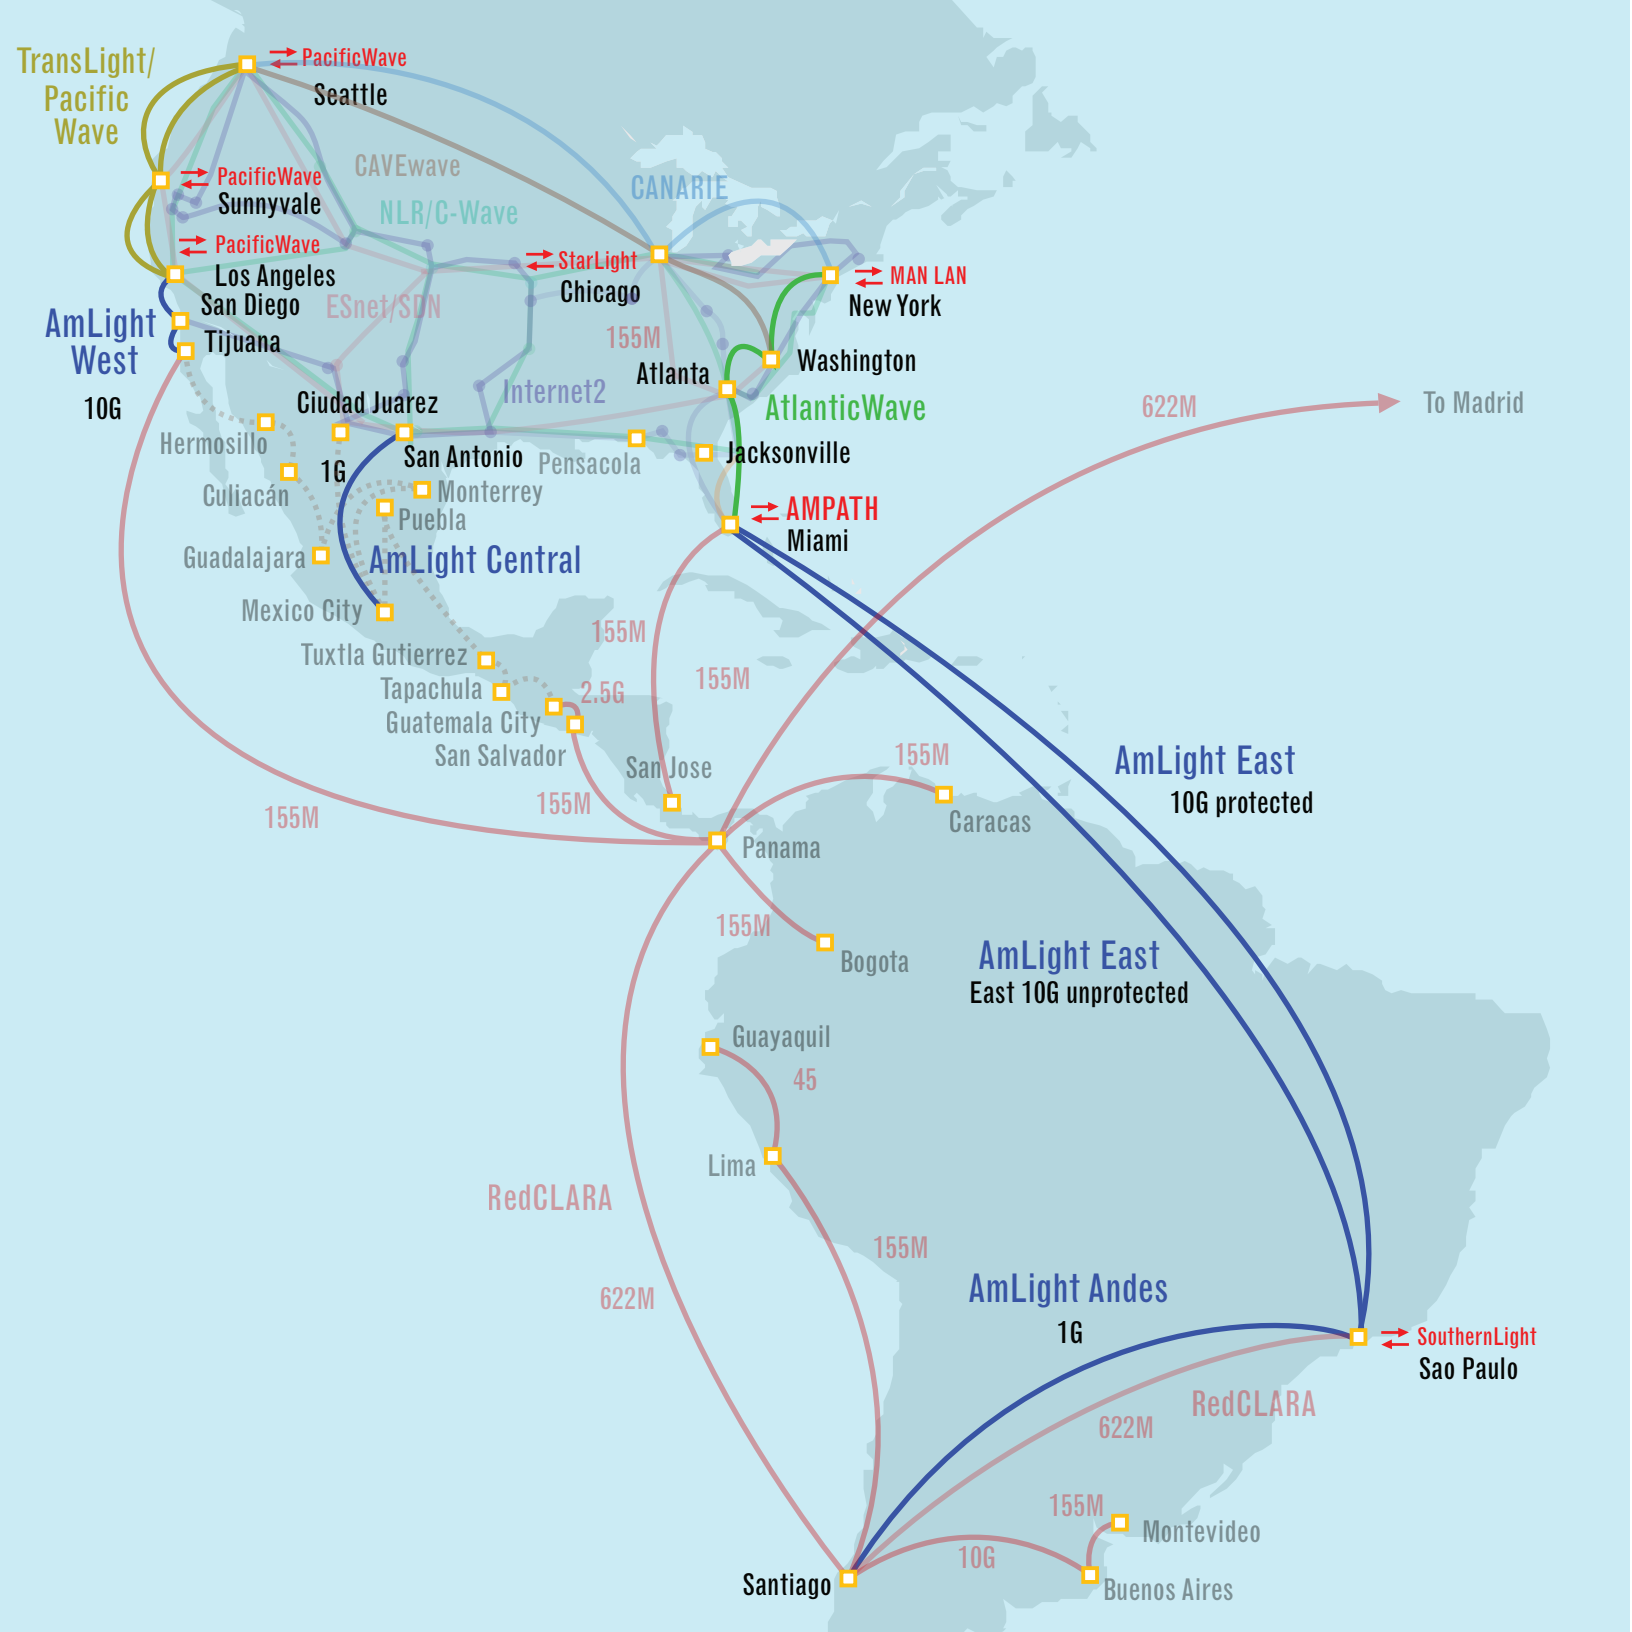 TransLight/
Pacific
Wave
PacificWave
Seattle
CAVEwave
PacificWave
Sunnyvale
NLR/C-Wave
CANARIE
PacificWave
Los Angeles
San Diego
StarLight
Chicago
MAN LAN
New York
ESnet/SDN
AmLight
West
10G
Tijuana
155M
Washington
Atlanta
Internet2
AtlanticWave
622M
To Madrid
Ciudad Juarez
Hermosillo
1G
San Antonio
Pensacola
Jacksonville
Culiacán
Monterrey
Puebla
AMPATH
Miami
Guadalajara
AmLight Central
Mexico City
155M
Tuxtla Gutierrez
155M
Tapachula
2.5G
Guatemala City
San Salvador
San Jose
155M
AmLight East
10G protected
155M
155M
Caracas
Panama
155M
Bogota
AmLight East
East 10G unprotected
Guayaquil
45
Lima
RedCLARA
155M
622M
AmLight Andes
1G
SouthernLight
Sao Paulo
RedCLARA
622M
155M
Montevideo
10G
Santiago
Buenos Aires